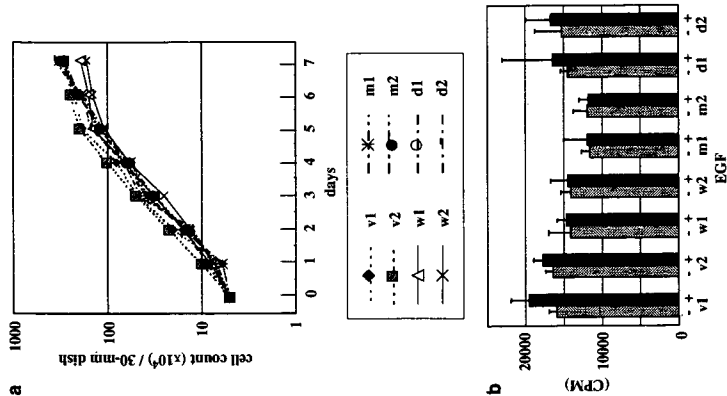 a
cell count (x10⁴) / 30-mm dish
1000
100
10
1
0 1 2 3 4 5 6 7
days
v1 m1
v2 m2
w1 d1
w2 d2
b
(CPM)
20000
10000
0
- + - + - + - + - + - + - + - +
v1 v2 w1 w2 m1 m2 d1 d2
EGF